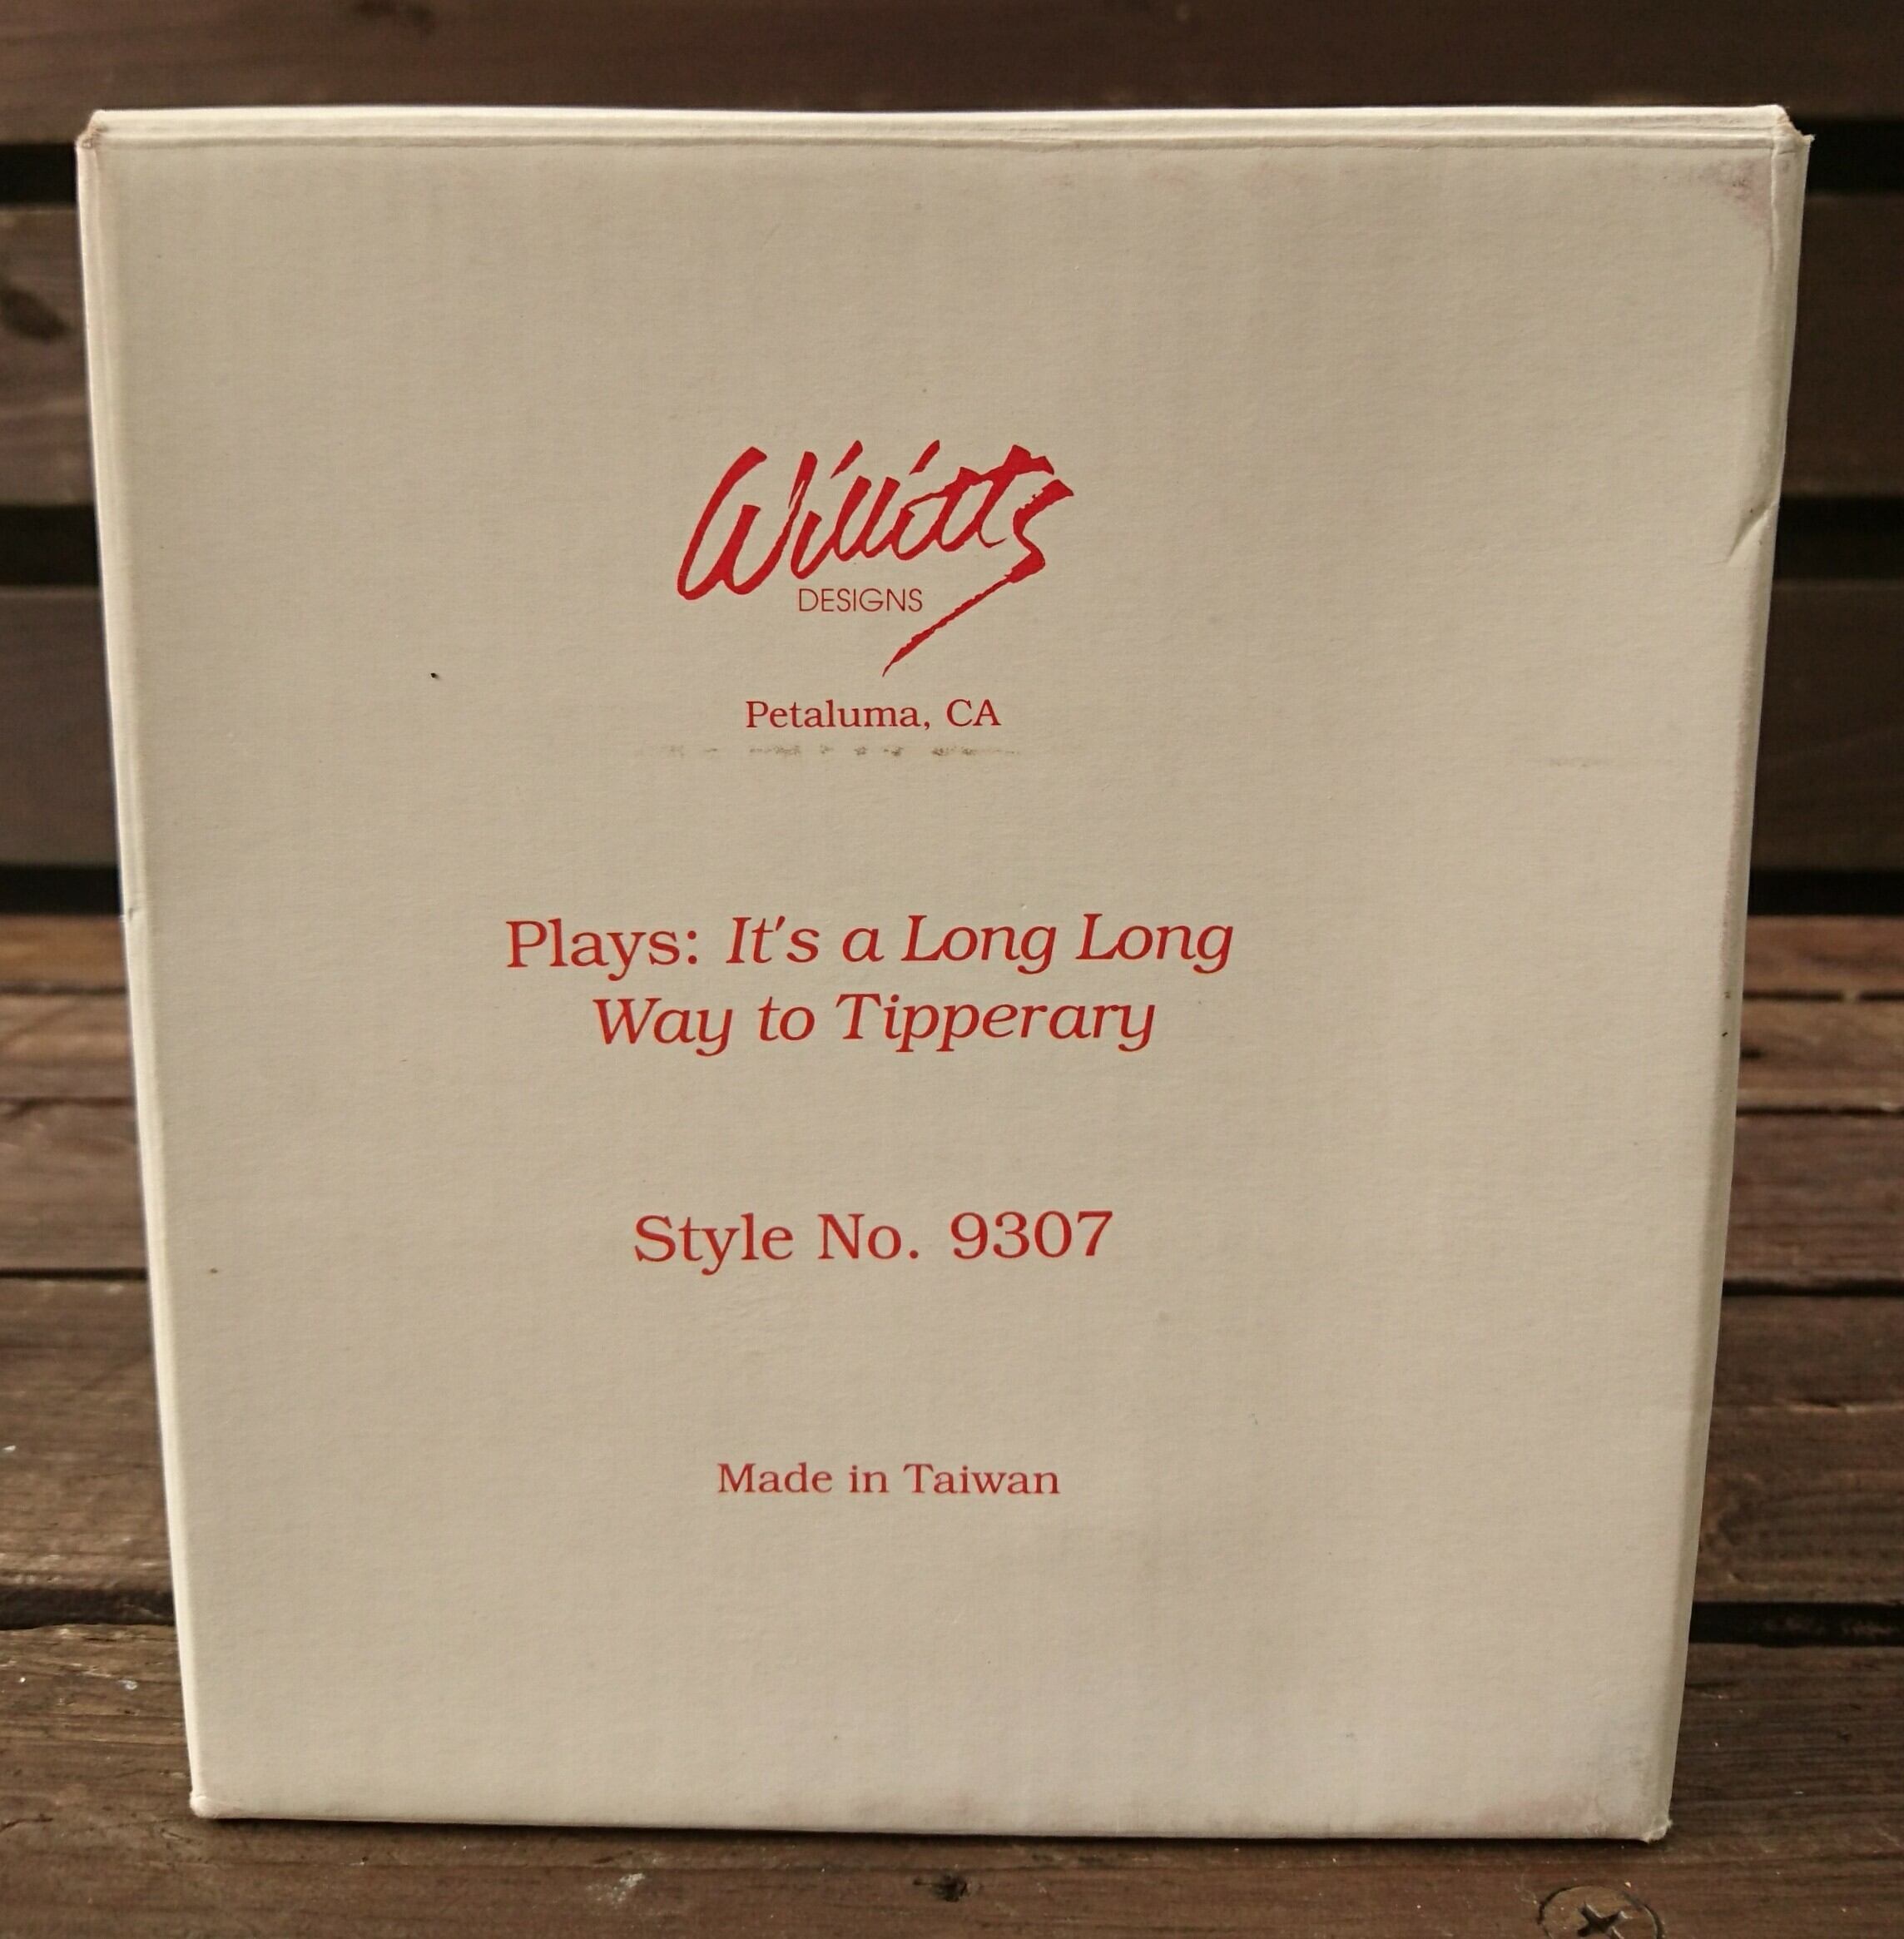 Willitts
DESIGNS
Petaluma, CA
Plays: It's a Long Long
Way to Tipperary
Style No. 9307
Made in Taiwan